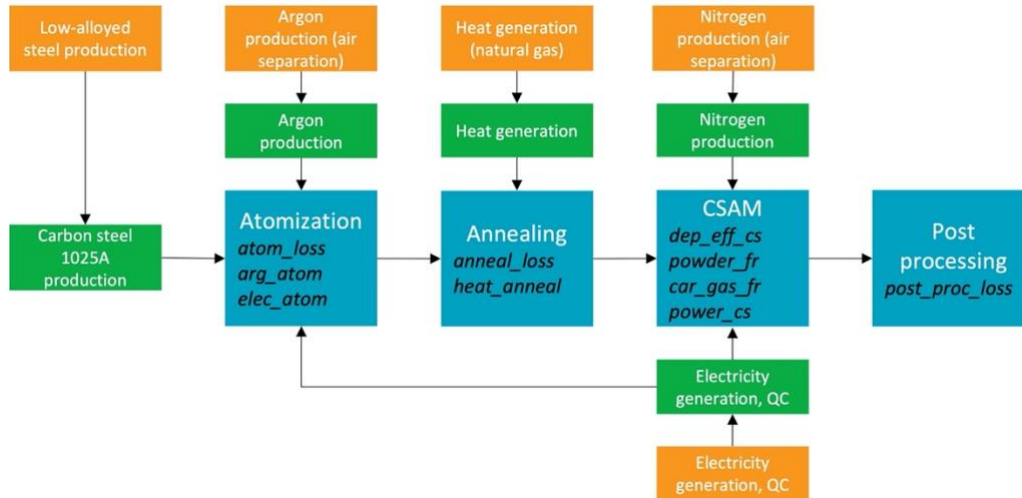 Low-alloyed
steel production
Argon
production (air
separation)
Heat generation
(natural gas)
Nitrogen
production (air
separation)
Argon
production
Heat generation
Nitrogen
production
Carbon steel
1025A
production
Atomization
atom_loss
arg_atom
elec_atom
Annealing
anneal_loss
heat_anneal
CSAM
dep_eff_cs
powder_fr
car_gas_fr
power_cs
Post
processing
post_proc_loss
Electricity
generation, QC
Electricity
generation, QC